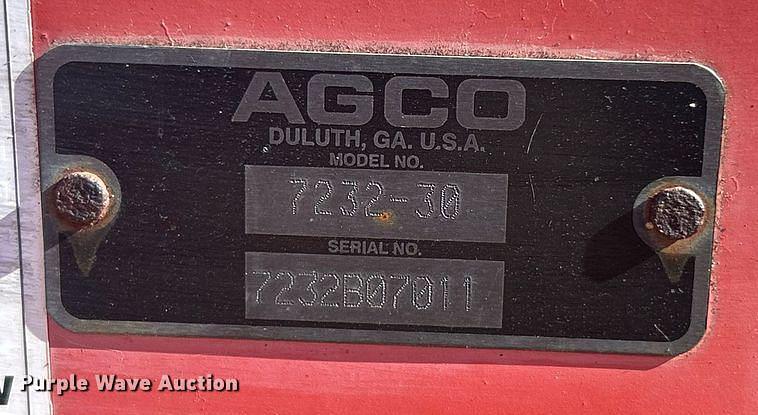 AGCO
DULUTH, GA. U.S.A.
MODEL NO.
7232-30
SERIAL NO.
7232B07011
Purple Wave Auction